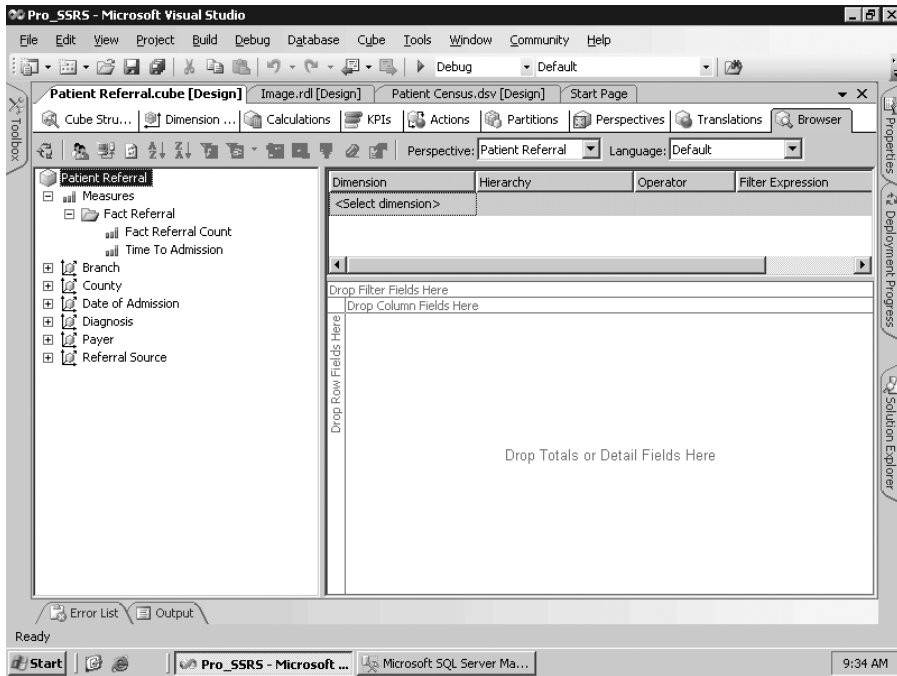 Pro_SSRS - Microsoft Visual Studio
File Edit View Project Build Debug Database Cube Tools Window Community Help
Debug Default
Patient Referral.cube [Design] Image.rdl [Design] Patient Census.dsv [Design] Start Page
Cube Stru... Dimension ... Calculations KPIs Actions Partitions Perspectives Translations Browser
Perspective: Patient Referral Language: Default
Toolbox
Patient Referral
Measures
Fact Referral
Fact Referral Count
Time To Admission
Branch
County
Date of Admission
Diagnosis
Payer
Referral Source
Dimension Hierarchy Operator Filter Expression
<Select dimension>
Drop Filter Fields Here
Drop Column Fields Here
Drop Row Fields Here
Drop Totals or Detail Fields Here
Properties
Deployment Progress
Solution Explorer
Error List Output
Ready
Start Pro_SSRS - Microsoft ... Microsoft SQL Server Ma... 9:34 AM